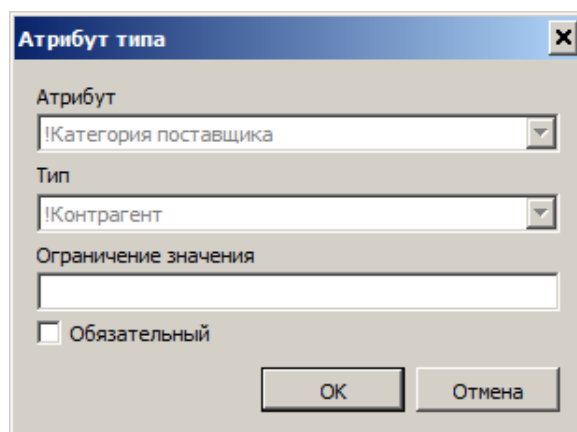 Атрибут типа
Атрибут
!Категория поставщика
Тип
!Контрагент
Ограничение значения
Обязательный
OK
Отмена